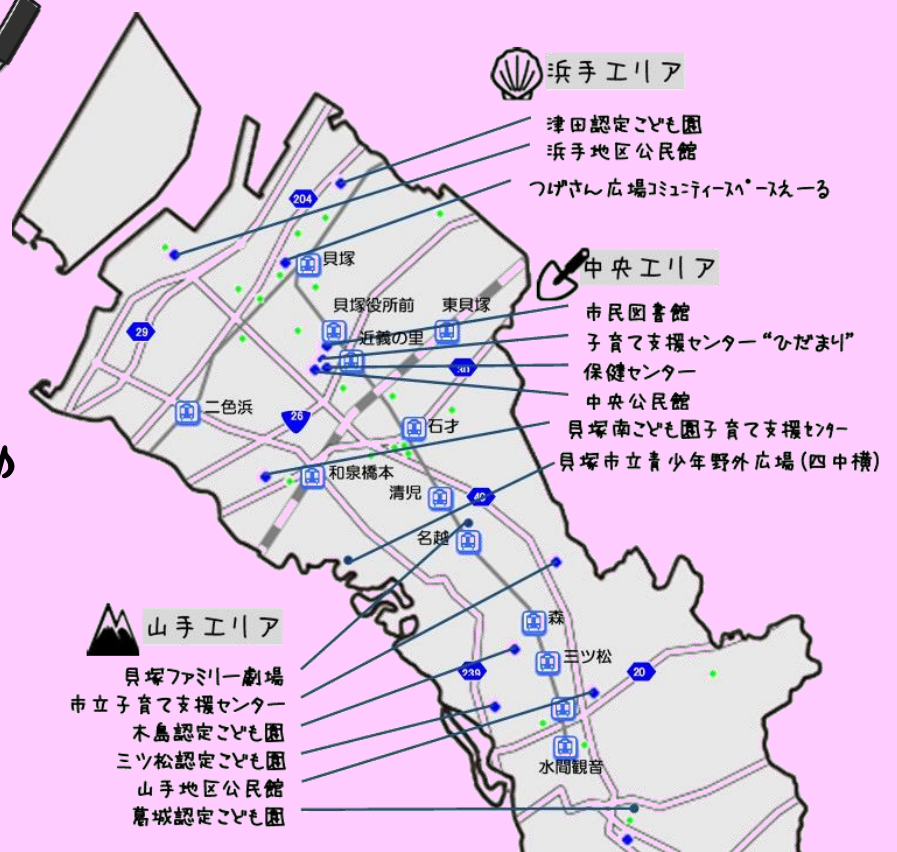 浜手エリア
津田認定こども園
浜手地区公民館
つげさん広場コミュニティースペースえーる
204
貝塚
中央エリア
貝塚役所前
東貝塚
市民図書館
29
近義の里
子育て支援センター“ひだまり”
30
保健センター
中央公民館
二色浜
26
石才
貝塚南こども園子育て支援センター
貝塚市立青少年野外広場(四中横)
和泉橋本
清児
40
名越
山手エリア
森
三ツ松
貝塚ファミリー劇場
239
20
市立子育て支援センター
木島認定こども園
三ツ松認定こども園
水間観音
山手地区公民館
葛城認定こども園